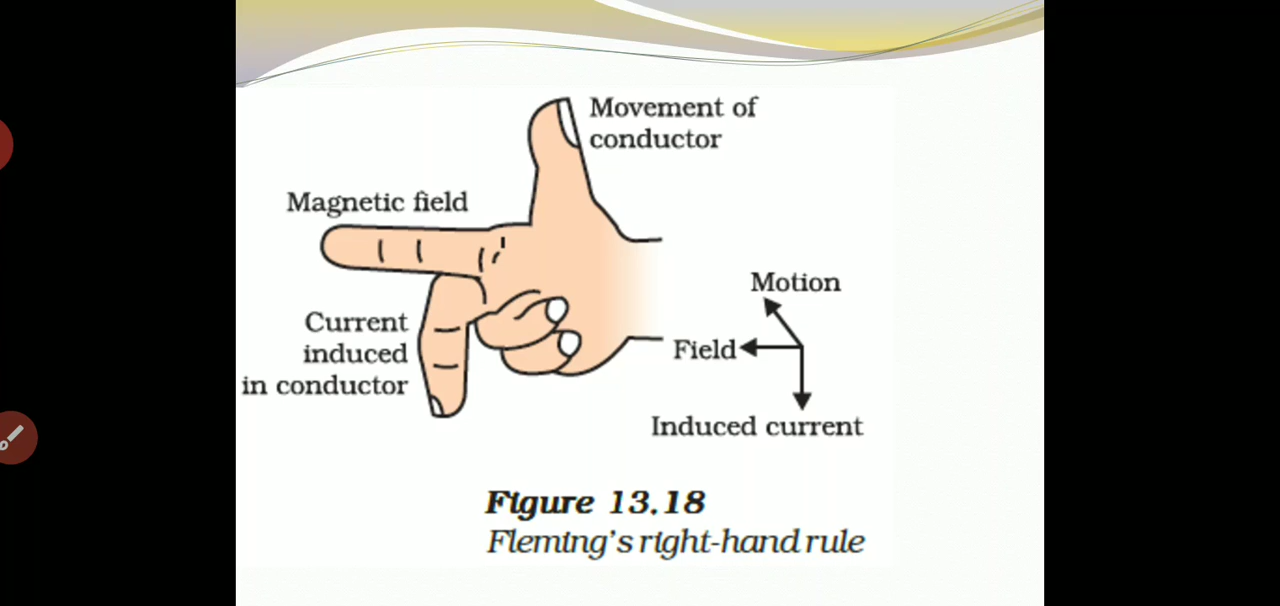 Movement of
conductor
Magnetic field
Current
induced
in conductor
Motion
Field
Induced current
Figure 13.18
Fleming's right-hand rule